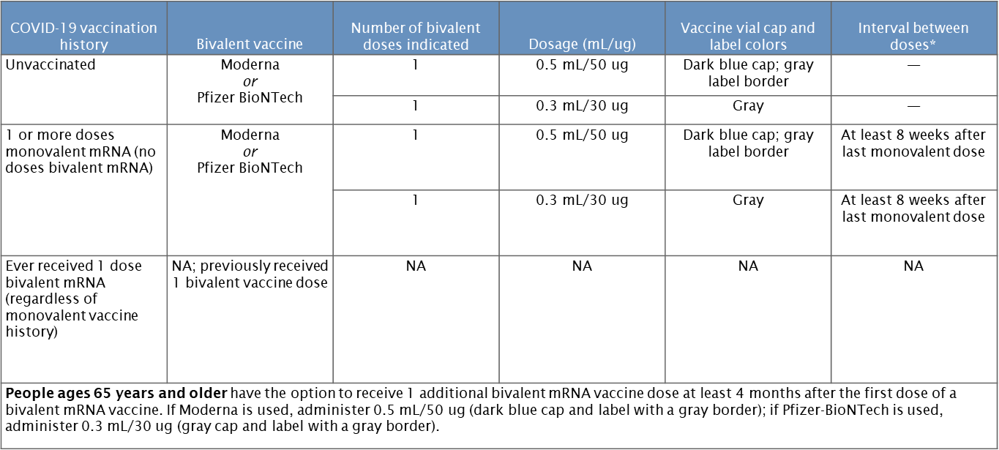 COVID-19 vaccination
history
Bivalent vaccine
Number of bivalent
doses indicated
Dosage (mL/ug)
Vaccine vial cap and
label colors
Interval between
doses*
Unvaccinated
Moderna
or
Pfizer BioNTech
1
0.5 mL/50 ug
Dark blue cap; gray
label border
—
1
0.3 mL/30 ug
Gray
—
1 or more doses
monovalent mRNA (no
doses bivalent mRNA)
Moderna
or
Pfizer BioNTech
1
0.5 mL/50 ug
Dark blue cap; gray
label border
At least 8 weeks after
last monovalent dose
1
0.3 mL/30 ug
Gray
At least 8 weeks after
last monovalent dose
Ever received 1 dose
bivalent mRNA
(regardless of
monovalent vaccine
history)
NA; previously received
1 bivalent vaccine dose
NA
NA
NA
NA
People ages 65 years and older have the option to receive 1 additional bivalent mRNA vaccine dose at least 4 months after the first dose of a
bivalent mRNA vaccine. If Moderna is used, administer 0.5 mL/50 ug (dark blue cap and label with a gray border); if Pfizer-BioNTech is used,
administer 0.3 mL/30 ug (gray cap and label with a gray border).